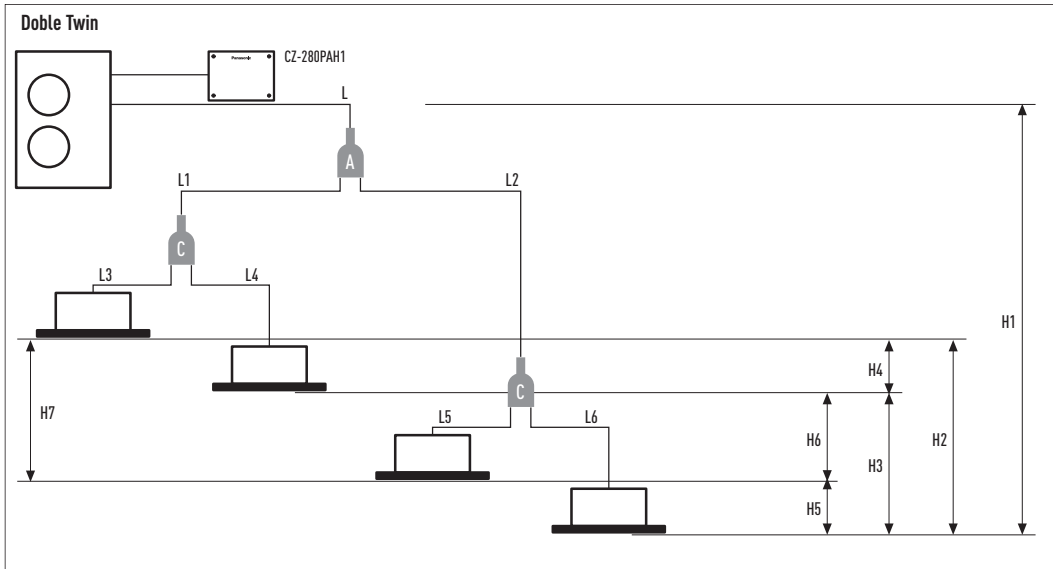 Doble Twin
Panasonic
CZ-280PAH1
L
A
L1
L2
C
L3
L4
H1
H4
C
H7
L5
L6
H6
H3
H2
H5